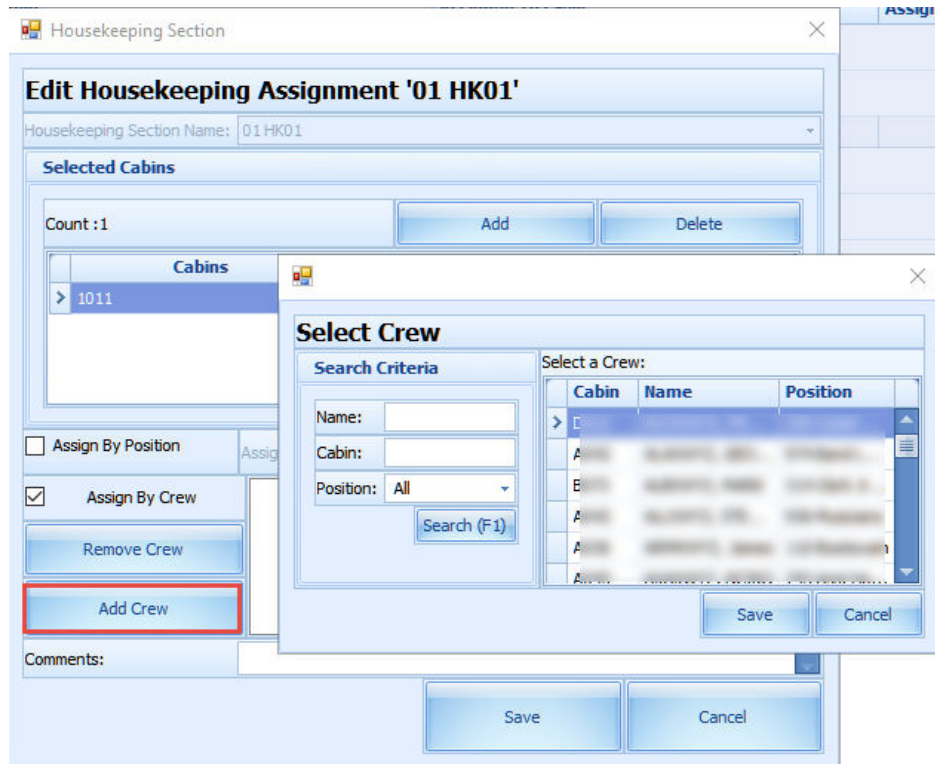 Assign
Housekeeping Section
Edit Housekeeping Assignment '01 HK01'
Housekeeping Section Name: 01 HK01
Selected Cabins
Count :1 Add Delete
Cabins
1011
Select Crew
Search Criteria
Select a Crew:
Cabin Name Position
Name:
Cabin:
Position: All
Search (F1)
Save Cancel
Assign By Position
Assig
Assign By Crew
Remove Crew
Add Crew
Comments:
Save Cancel